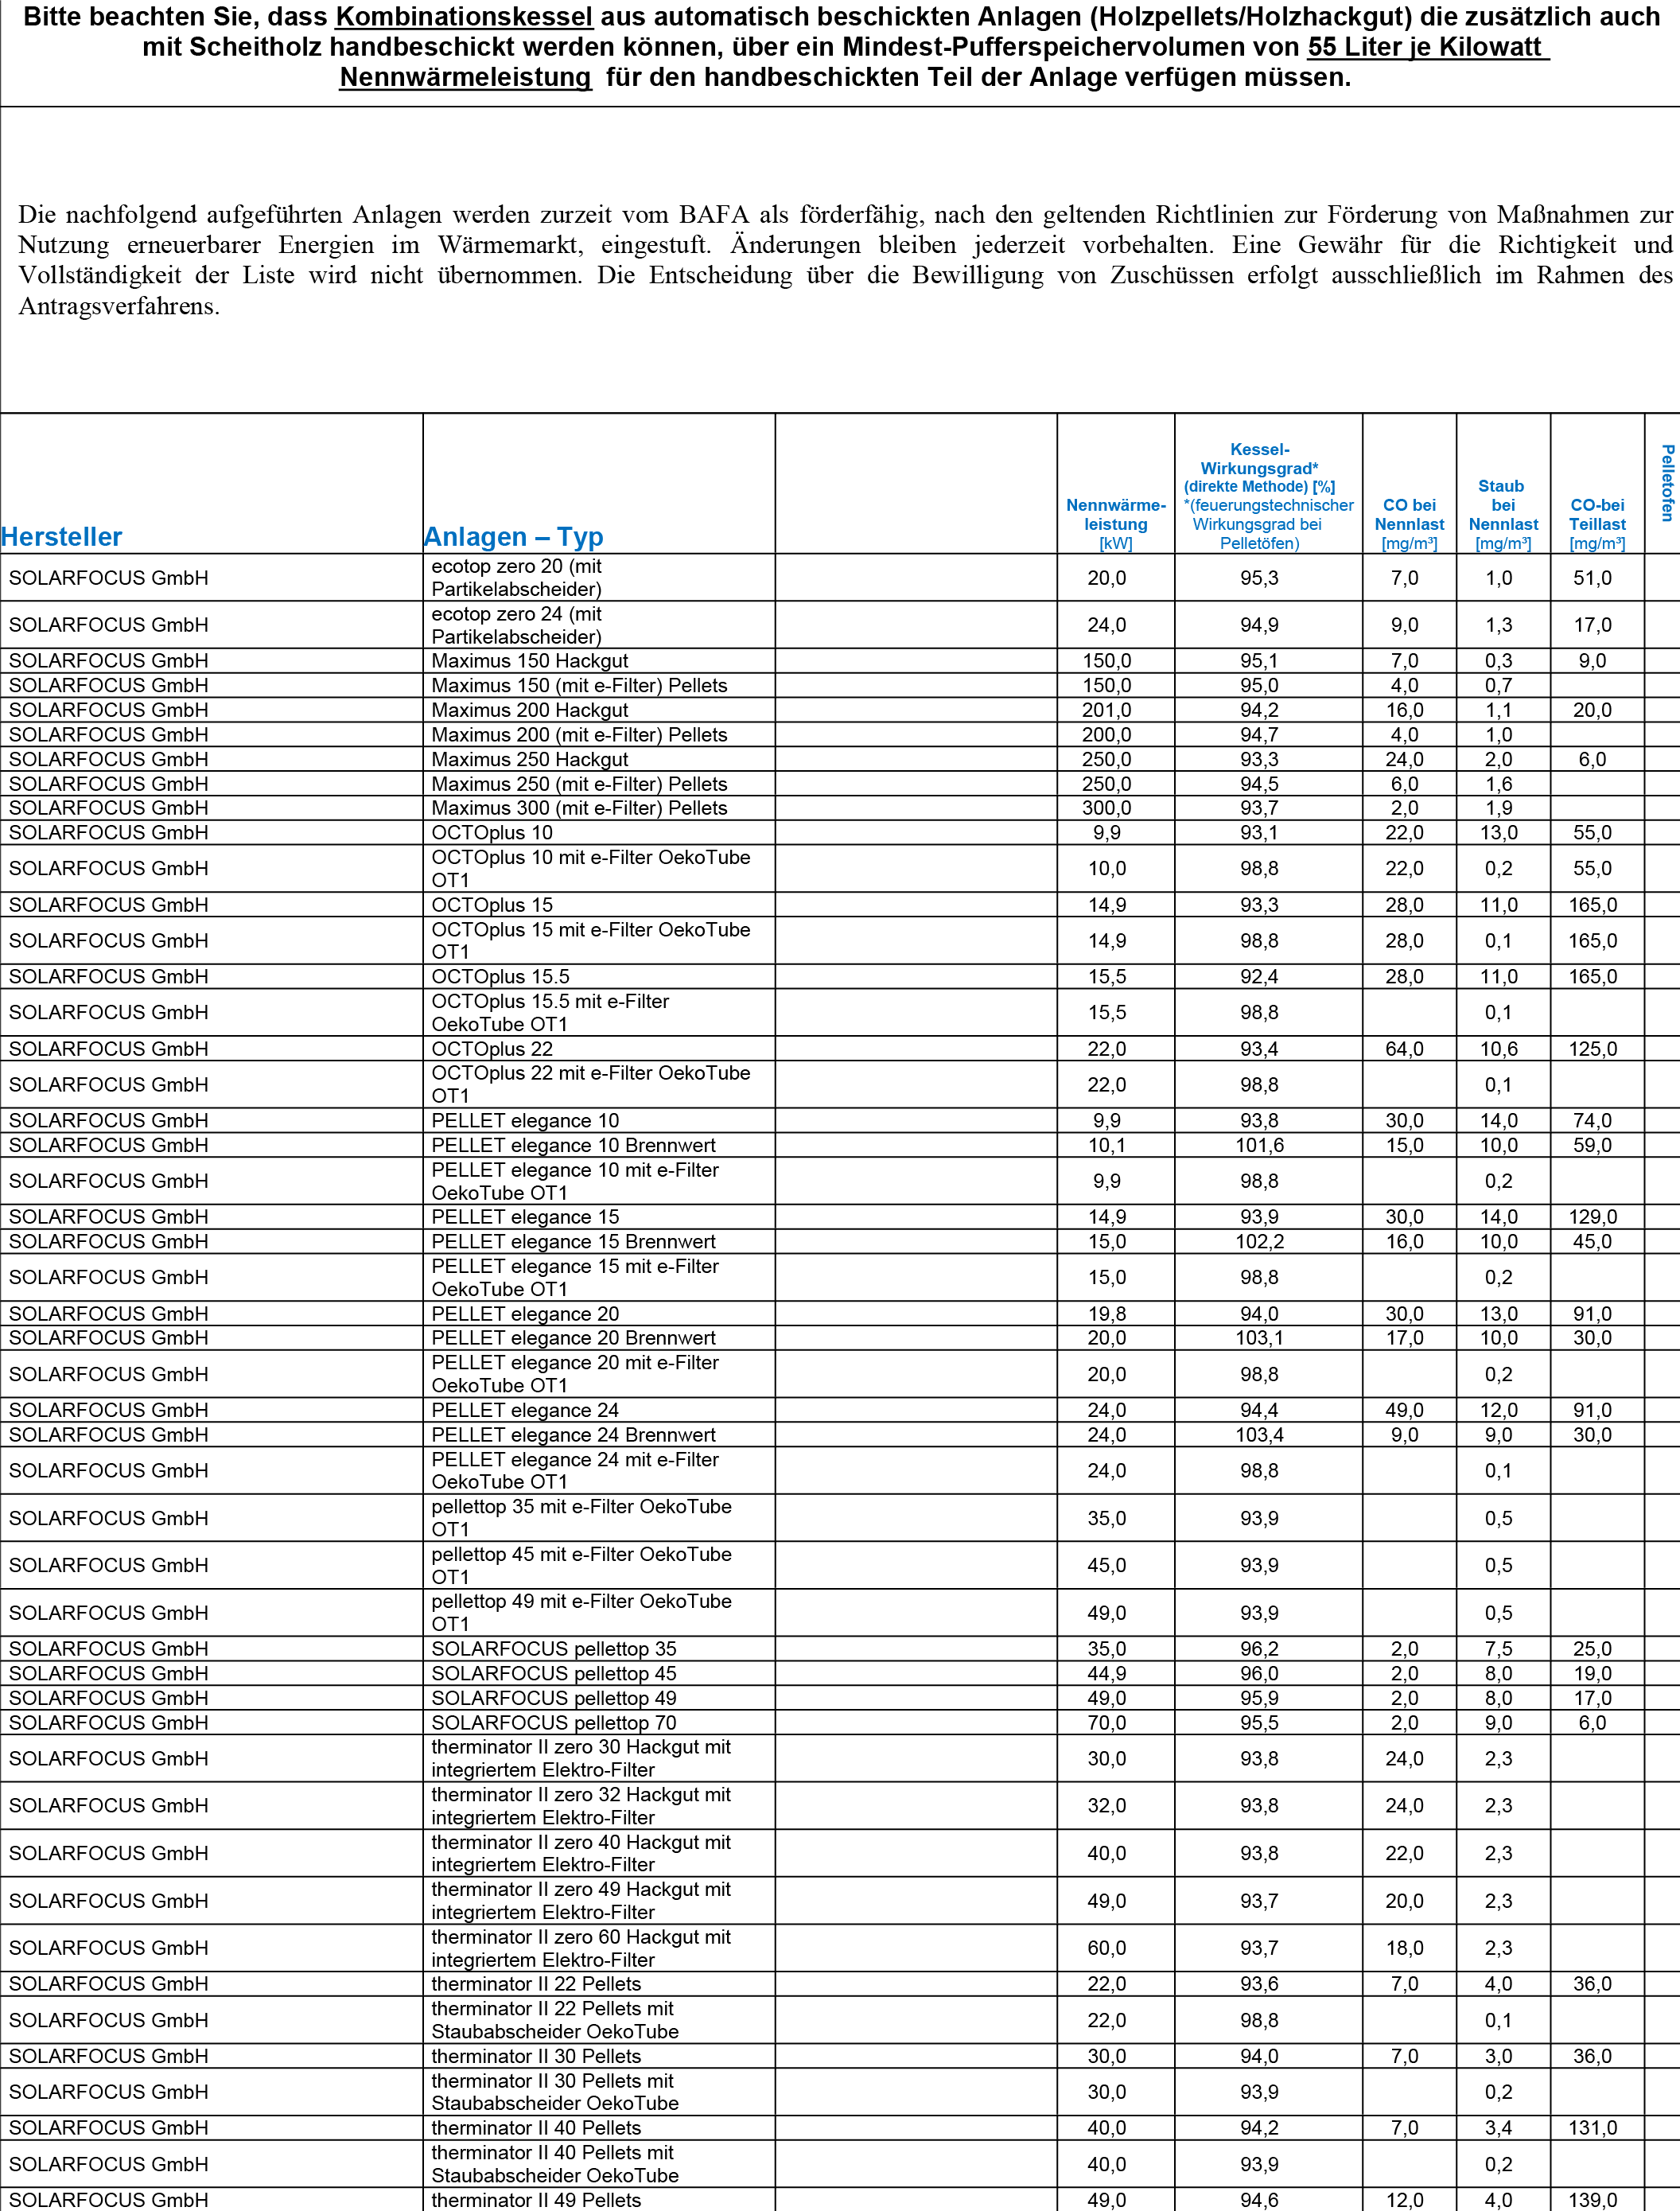 Bitte beachten Sie, dass Kombinationskessel aus automatisch beschickten Anlagen (Holzpellets/Holzhackgut) die zusätzlich auch
mit Scheitholz handbeschickt werden können, über ein Mindest-Pufferspeichervolumen von 55 Liter je Kilowatt
Nennwärmeleistung für den handbeschickten Teil der Anlage verfügen müssen.
Die nachfolgend aufgeführten Anlagen werden zurzeit vom BAFA als förderfähig, nach den geltenden Richtlinien zur Förderung von Maßnahmen zur
Nutzung erneuerbarer Energien im Wärmemarkt, eingestuft. Änderungen bleiben jederzeit vorbehalten. Eine Gewähr für die Richtigkeit und
Vollständigkeit der Liste wird nicht übernommen. Die Entscheidung über die Bewilligung von Zuschüssen erfolgt ausschließlich im Rahmen des
Antragsverfahrens.
Hersteller
Anlagen – Typ
Nennwärme-
leistung
[kW]
Kessel-
Wirkungsgrad*
(direkte Methode) [%]
*(feuerungstechnischer
Wirkungsgrad bei
Pelletöfen)
CO bei
Nennlast
[mg/m³]
Staub
bei
Nennlast
[mg/m³]
CO-bei
Teillast
[mg/m³]
Pelletofen
SOLARFOCUS GmbH ecotop zero 20 (mit
Partikelabscheider) 20,0 95,3 7,0 1,0 51,0
SOLARFOCUS GmbH ecotop zero 24 (mit
Partikelabscheider) 24,0 94,9 9,0 1,3 17,0
SOLARFOCUS GmbH Maximus 150 Hackgut 150,0 95,1 7,0 0,3 9,0
SOLARFOCUS GmbH Maximus 150 (mit e-Filter) Pellets 150,0 95,0 4,0 0,7
SOLARFOCUS GmbH Maximus 200 Hackgut 201,0 94,2 16,0 1,1 20,0
SOLARFOCUS GmbH Maximus 200 (mit e-Filter) Pellets 200,0 94,7 4,0 1,0
SOLARFOCUS GmbH Maximus 250 Hackgut 250,0 93,3 24,0 2,0 6,0
SOLARFOCUS GmbH Maximus 250 (mit e-Filter) Pellets 250,0 94,5 6,0 1,6
SOLARFOCUS GmbH Maximus 300 (mit e-Filter) Pellets 300,0 93,7 2,0 1,9
SOLARFOCUS GmbH OCTOplus 10 9,9 93,1 22,0 13,0 55,0
SOLARFOCUS GmbH OCTOplus 10 mit e-Filter OekoTube
OT1 10,0 98,8 22,0 0,2 55,0
SOLARFOCUS GmbH OCTOplus 15 14,9 93,3 28,0 11,0 165,0
SOLARFOCUS GmbH OCTOplus 15 mit e-Filter OekoTube
OT1 14,9 98,8 28,0 0,1 165,0
SOLARFOCUS GmbH OCTOplus 15.5 15,5 92,4 28,0 11,0 165,0
SOLARFOCUS GmbH OCTOplus 15.5 mit e-Filter
OekoTube OT1 15,5 98,8 0,1
SOLARFOCUS GmbH OCTOplus 22 22,0 93,4 64,0 10,6 125,0
SOLARFOCUS GmbH OCTOplus 22 mit e-Filter OekoTube
OT1 22,0 98,8 0,1
SOLARFOCUS GmbH PELLET elegance 10 9,9 93,8 30,0 14,0 74,0
SOLARFOCUS GmbH PELLET elegance 10 Brennwert 10,1 101,6 15,0 10,0 59,0
SOLARFOCUS GmbH PELLET elegance 10 mit e-Filter
OekoTube OT1 9,9 98,8 0,2
SOLARFOCUS GmbH PELLET elegance 15 14,9 93,9 30,0 14,0 129,0
SOLARFOCUS GmbH PELLET elegance 15 Brennwert 15,0 102,2 16,0 10,0 45,0
SOLARFOCUS GmbH PELLET elegance 15 mit e-Filter
OekoTube OT1 15,0 98,8 0,2
SOLARFOCUS GmbH PELLET elegance 20 19,8 94,0 30,0 13,0 91,0
SOLARFOCUS GmbH PELLET elegance 20 Brennwert 20,0 103,1 17,0 10,0 30,0
SOLARFOCUS GmbH PELLET elegance 20 mit e-Filter
OekoTube OT1 20,0 98,8 0,2
SOLARFOCUS GmbH PELLET elegance 24 24,0 94,4 49,0 12,0 91,0
SOLARFOCUS GmbH PELLET elegance 24 Brennwert 24,0 103,4 9,0 9,0 30,0
SOLARFOCUS GmbH PELLET elegance 24 mit e-Filter
OekoTube OT1 24,0 98,8 0,1
SOLARFOCUS GmbH pellettop 35 mit e-Filter OekoTube
OT1 35,0 93,9 0,5
SOLARFOCUS GmbH pellettop 45 mit e-Filter OekoTube
OT1 45,0 93,9 0,5
SOLARFOCUS GmbH pellettop 49 mit e-Filter OekoTube
OT1 49,0 93,9 0,5
SOLARFOCUS GmbH SOLARFOCUS pellettop 35 35,0 96,2 2,0 7,5 25,0
SOLARFOCUS GmbH SOLARFOCUS pellettop 45 44,9 96,0 2,0 8,0 19,0
SOLARFOCUS GmbH SOLARFOCUS pellettop 49 49,0 95,9 2,0 8,0 17,0
SOLARFOCUS GmbH SOLARFOCUS pellettop 70 70,0 95,5 2,0 9,0 6,0
SOLARFOCUS GmbH therminator II zero 30 Hackgut mit
integriertem Elektro-Filter 30,0 93,8 24,0 2,3
SOLARFOCUS GmbH therminator II zero 32 Hackgut mit
integriertem Elektro-Filter 32,0 93,8 24,0 2,3
SOLARFOCUS GmbH therminator II zero 40 Hackgut mit
integriertem Elektro-Filter 40,0 93,8 22,0 2,3
SOLARFOCUS GmbH therminator II zero 49 Hackgut mit
integriertem Elektro-Filter 49,0 93,7 20,0 2,3
SOLARFOCUS GmbH therminator II zero 60 Hackgut mit
integriertem Elektro-Filter 60,0 93,7 18,0 2,3
SOLARFOCUS GmbH therminator II 22 Pellets 22,0 93,6 7,0 4,0 36,0
SOLARFOCUS GmbH therminator II 22 Pellets mit
Staubabscheider OekoTube 22,0 98,8 0,1
SOLARFOCUS GmbH therminator II 30 Pellets 30,0 94,0 7,0 3,0 36,0
SOLARFOCUS GmbH therminator II 30 Pellets mit
Staubabscheider OekoTube 30,0 93,9 0,2
SOLARFOCUS GmbH therminator II 40 Pellets 40,0 94,2 7,0 3,4 131,0
SOLARFOCUS GmbH therminator II 40 Pellets mit
Staubabscheider OekoTube 40,0 93,9 0,2
SOLARFOCUS GmbH therminator II 49 Pellets 49,0 94,6 12,0 4,0 139,0